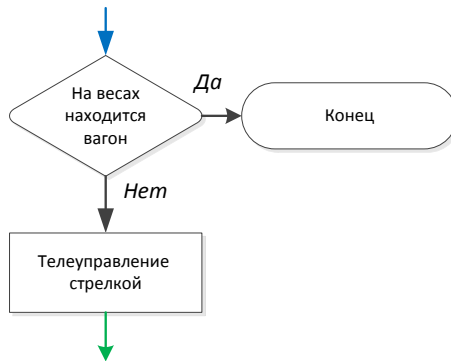 На весах
находится
вагон
Да
Конец
Нет
Телеуправление
стрелкой